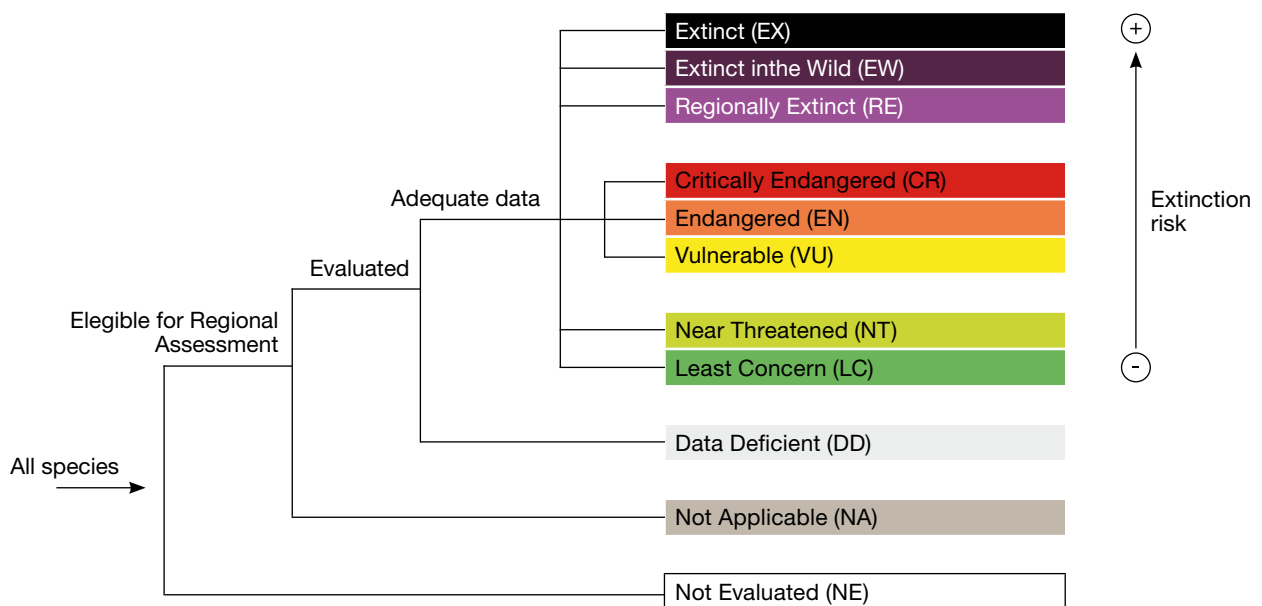 Extinct (EX)
+
Extinct inthe Wild (EW)
Regionally Extinct (RE)
Critically Endangered (CR)
Adequate data
Extinction
risk
Endangered (EN)
Vulnerable (VU)
Evaluated
Elegible for Regional
Assessment
Near Threatened (NT)
Least Concern (LC)
-
Data Deficient (DD)
All species
Not Applicable (NA)
Not Evaluated (NE)